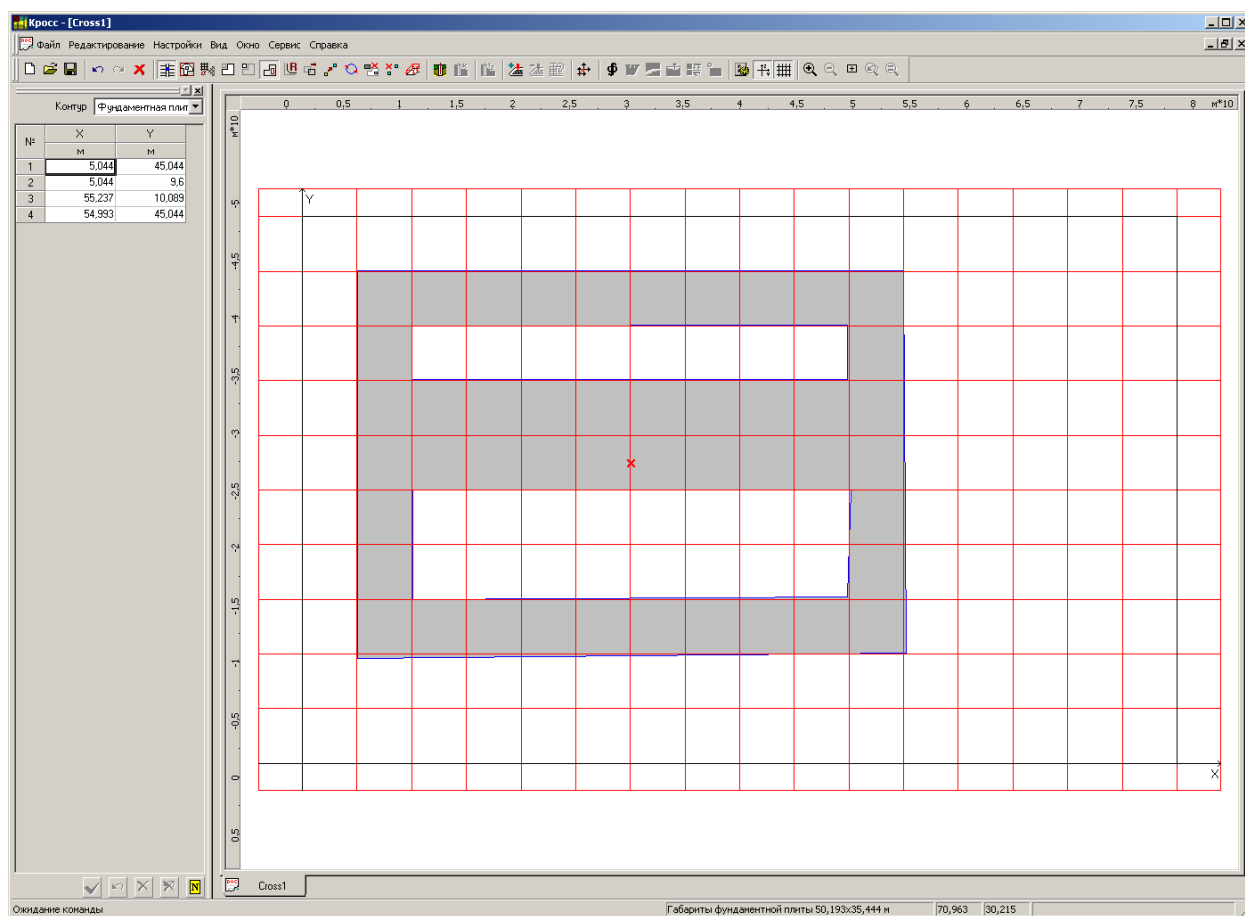 Кросс - [Cross1]
Файл Редактирование Настройки Вид Окно Сервис Справка
Контур Фундаментная плит
№ X Y
м м
1 5,044 45,044
2 5,044 9,6
3 55,237 10,089
4 54,993 45,044
0 0,5 1 1,5 2 2,5 3 3,5 4 4,5 5 5,5 6 6,5 7 7,5 8 м*10
м*10
-5
-4,5
-4
-3,5
-3
-2,5
-2
-1,5
-1
-0,5
0
0,5
Y
X
N
Cross1
Ожидание команды Габариты фундаментной плиты 50,193x35,444 м 70,963 30,215